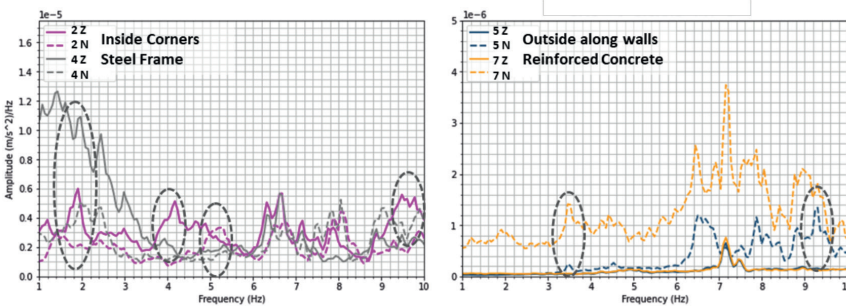 1e−5
2 Z
2 N
4 Z
4 N
Inside Corners
Steel Frame
1.6
1.4
1.2
1.0
0.8
0.6
0.4
0.2
0.0
Amplitude (m/s^2)/Hz
1 2 3 4 5 6 7 8 9 10
Frequency (Hz)
1e−6
5 Z
5 N
7 Z
7 N
Outside along walls
Reinforced Concrete
5
4
3
2
1
0
1 2 3 4 5 6 7 8 9 10
Frequency (Hz)